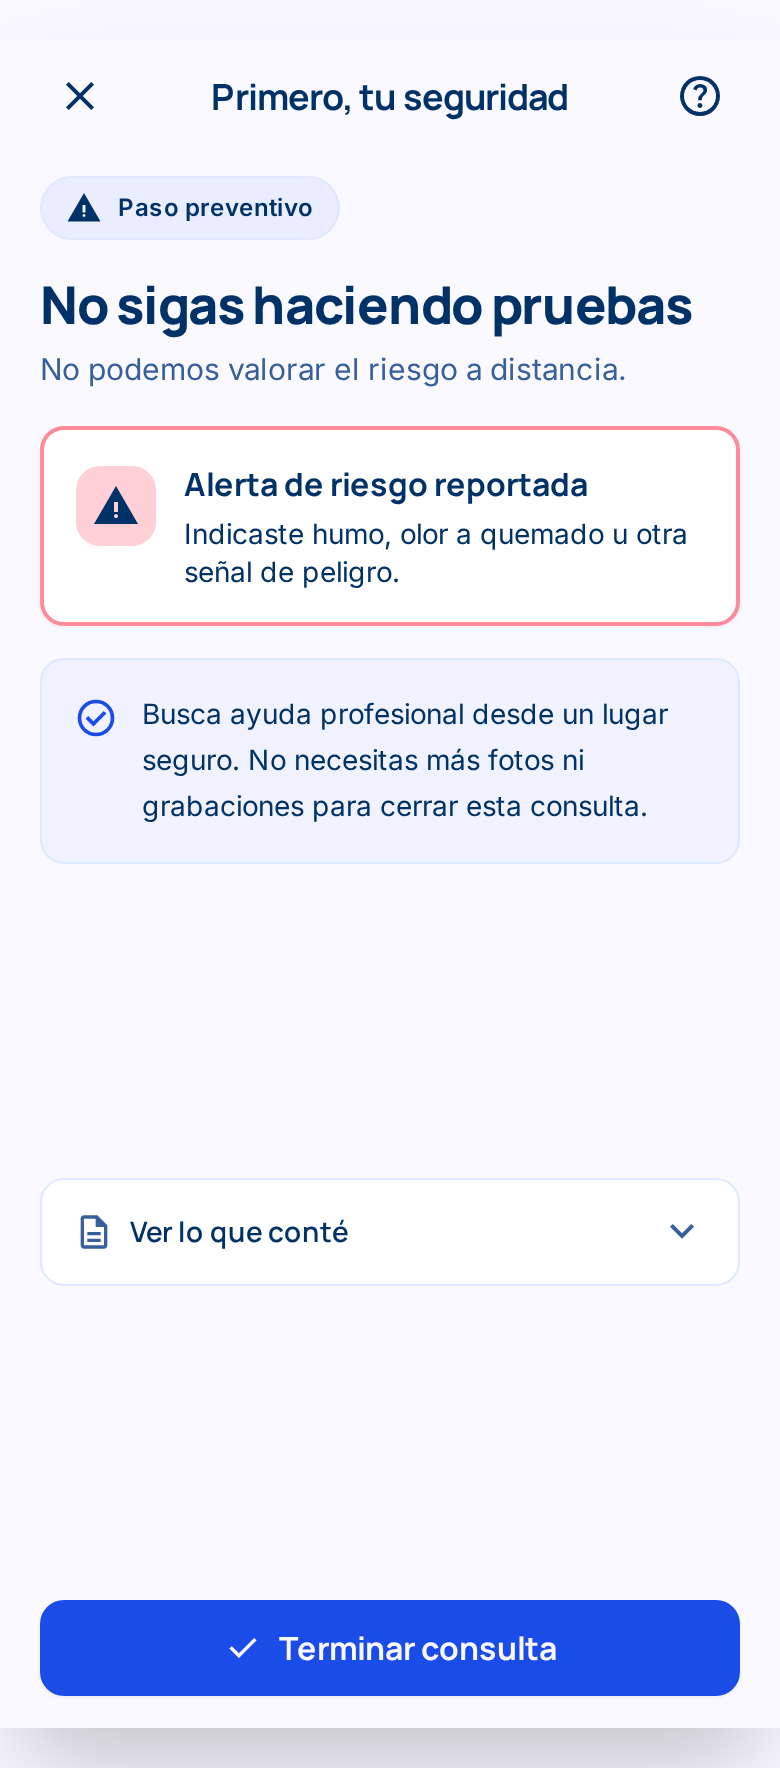 Primero, tu seguridad
Paso preventivo
No sigas haciendo pruebas
No podemos valorar el riesgo a distancia.
Alerta de riesgo reportada
Indicaste humo, olor a quemado u otra
señal de peligro.
Busca ayuda profesional desde un lugar
seguro. No necesitas más fotos ni
grabaciones para cerrar esta consulta.
Ver lo que conté
Terminar consulta